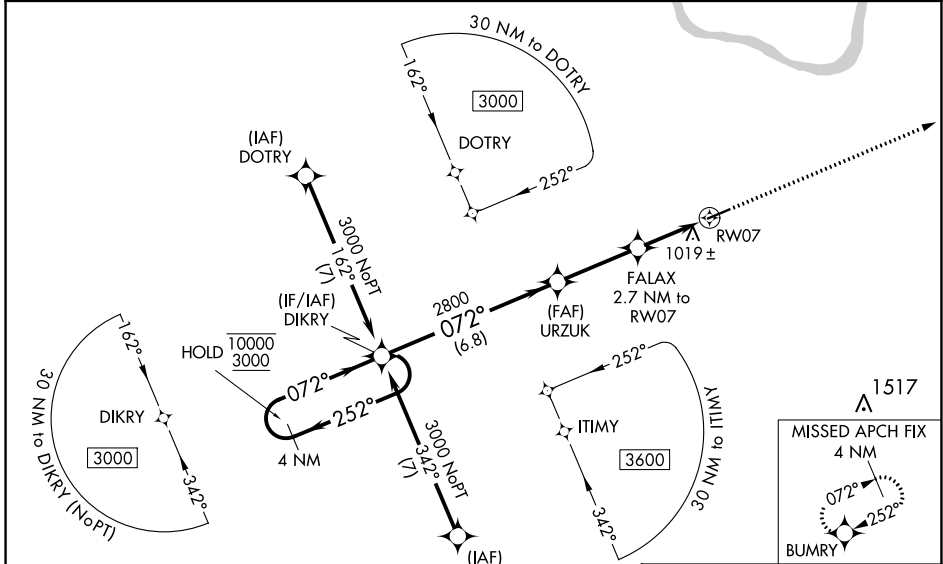 30 NM to DOTRY
162°
3000
DOTRY
252°
(IAF)
DOTRY
3000 NoPT
162°
(7)
RW07
1019 ±
FALAX
2.7 NM to
RW07
(IF/IAF)
DIKRY
2800
072°
(6.8)
(FAF)
URZUK
HOLD
10000
3000
072°
252°
4 NM
162°
30 NM to DIKRY (NoPT)
DIKRY
3000
342°
3000 NoPT
342°
(7)
(IAF)
252°
ITIMY
30 NM to ITIMY
3600
342°
1517
MISSED APCH FIX
4 NM
072°
252°
BUMRY